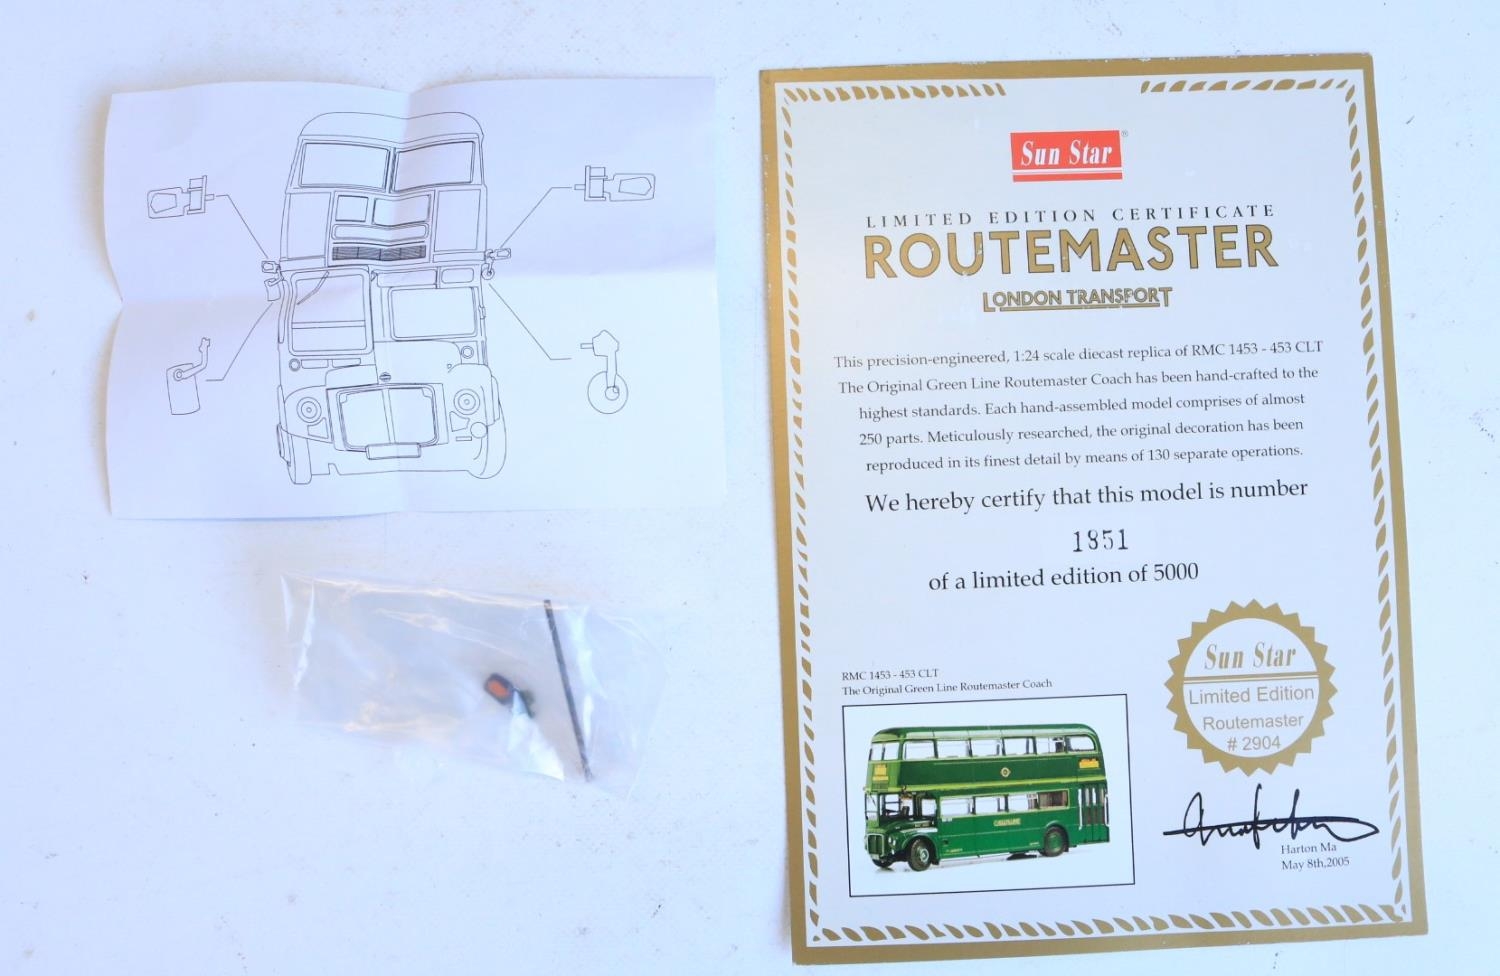 Sun Star ®
LIMITED EDITION CERTIFICATE
ROUTEMASTER
LONDON TRANSPORT
This precision-engineered, 1:24 scale diecast replica of RMC 1453 - 453 CLT
The Original Green Line Routemaster Coach has been hand-crafted to the
highest standards. Each hand-assembled model comprises of almost
250 parts. Meticulously researched, the original decoration has been
reproduced in its finest detail by means of 130 separate operations.
We hereby certify that this model is number
1851
of a limited edition of 5000
RMC 1453 - 453 CLT
The Original Green Line Routemaster Coach
Sun Star
Limited Edition
Routemaster
# 2904
Harton Ma
May 8th,2005